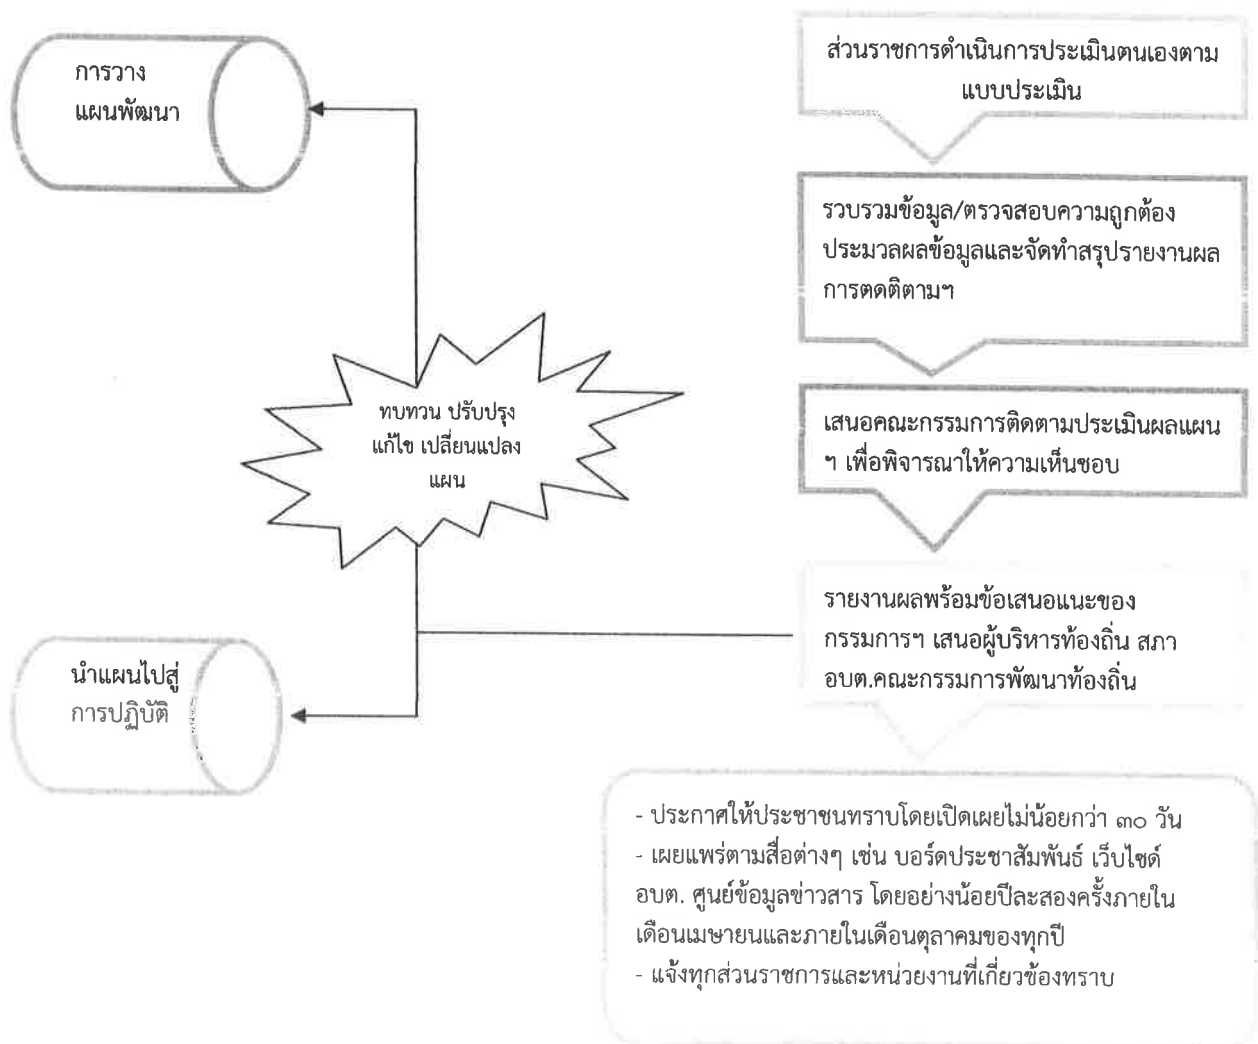 การวาง
แผนพัฒนา
ส่วนราชการดำเนินการประเมินตนเองตาม
แบบประเมิน
รวบรวมข้อมูล/ตรวจสอบความถูกต้อง
ประมวลผลข้อมูลและจัดทำสรุปรายงานผล
การตดติตามฯ
ทบทวน ปรับปรุง
แก้ไข เปลี่ยนแปลง
แผน
เสนอคณะกรรมการติดตามประเมินผลแผน
ฯ เพื่อพิจารณาให้ความเห็นชอบ
รายงานผลพร้อมข้อเสนอแนะของ
กรรมการฯ เสนอผู้บริหารท้องถิ่น สภา
อบต.คณะกรรมการพัฒนาท้องถิ่น
นำแผนไปสู่
การปฏิบัติ
- ประกาศให้ประชาชนทราบโดยเปิดเผยไม่น้อยกว่า ๓๐ วัน
- เผยแพร่ตามสื่อต่างๆ เช่น บอร์ดประชาสัมพันธ์ เว็บไซด์
อบต. ศูนย์ข้อมูลข่าวสาร โดยอย่างน้อยปีละสองครั้งภายใน
เดือนเมษายนและภายในเดือนตุลาคมของทุกปี
- แจ้งทุกส่วนราชการและหน่วยงานที่เกี่ยวข้องทราบ